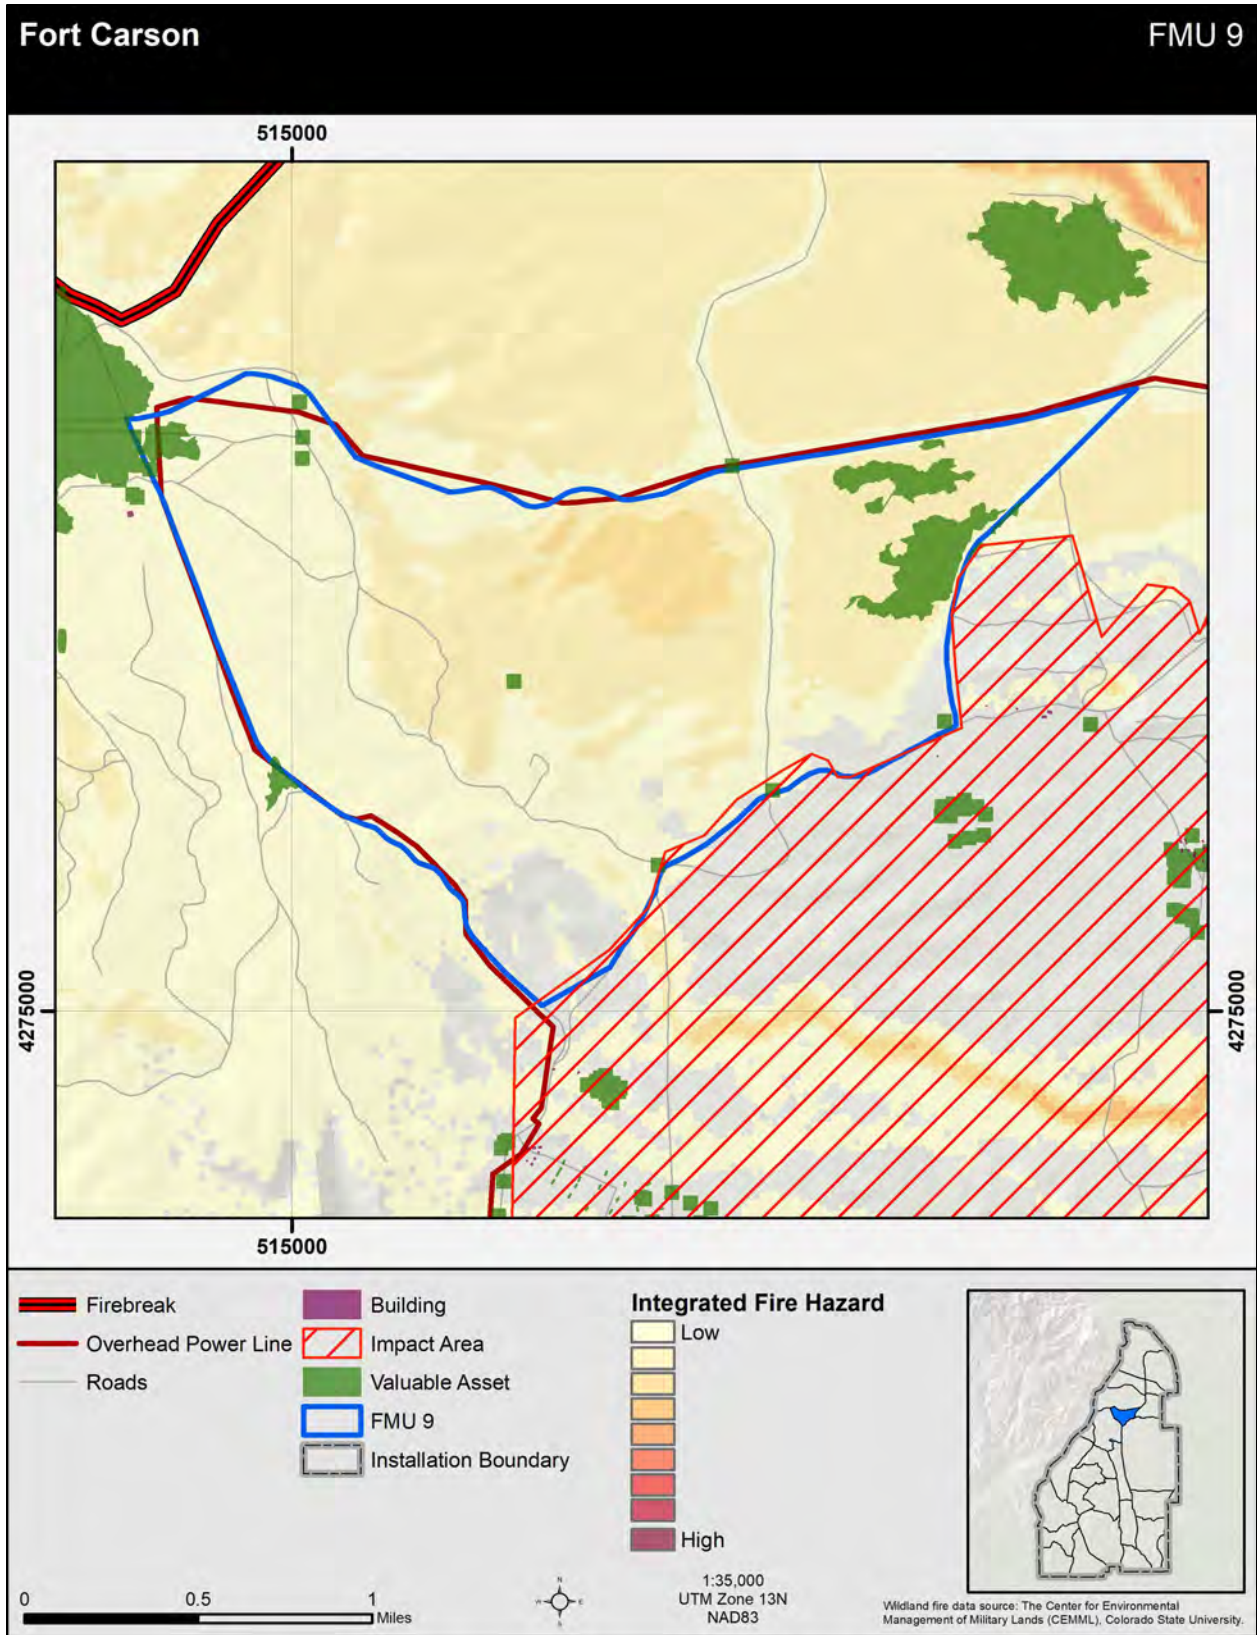 Fort Carson
FMU 9
515000
4275000
4275000
515000
Firebreak
Overhead Power Line
Roads
Building
Impact Area
Valuable Asset
FMU 9
Installation Boundary
Integrated Fire Hazard
Low
High
0 0.5 1
Miles
N
W E
S
1:35,000
UTM Zone 13N
NAD83
Wildland fire data source: The Center for Environmental
Management of Military Lands (CEMML), Colorado State University.